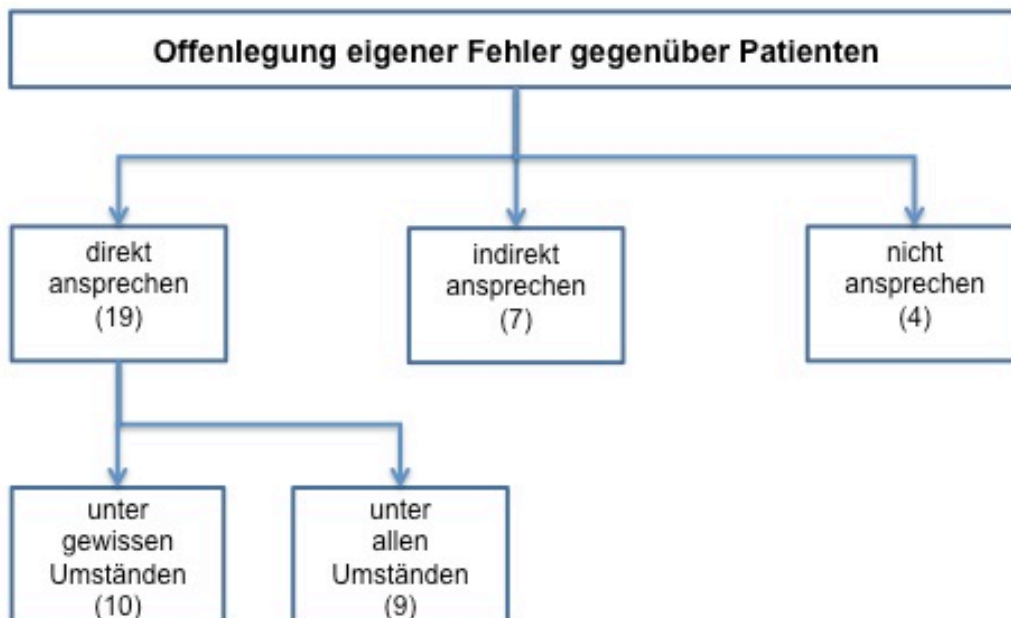 Offenlegung eigener Fehler gegenüber Patienten
direkt
ansprechen
(19)
indirekt
ansprechen
(7)
nicht
ansprechen
(4)
unter
gewissen
Umständen
(10)
unter
allen
Umständen
(9)